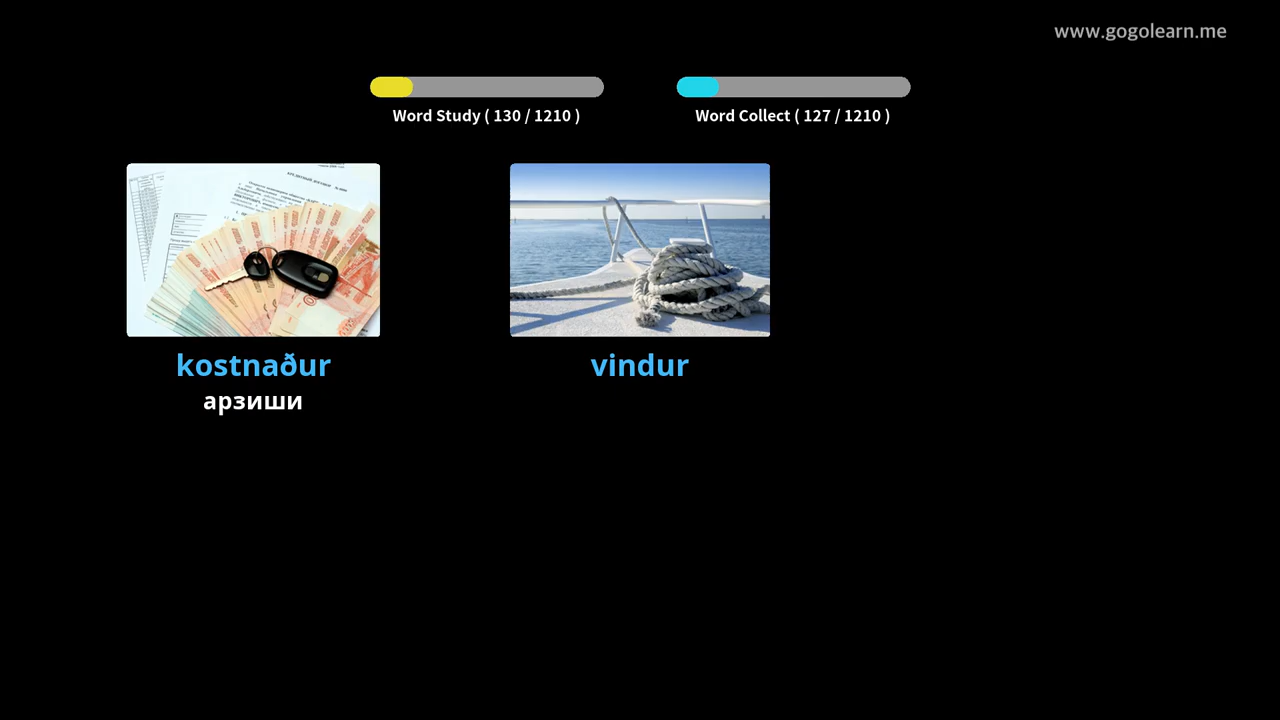 www.gogolearn.me
Word Study ( 130 / 1210 )
Word Collect ( 127 / 1210 )
kostnaður
арзиши
vindur